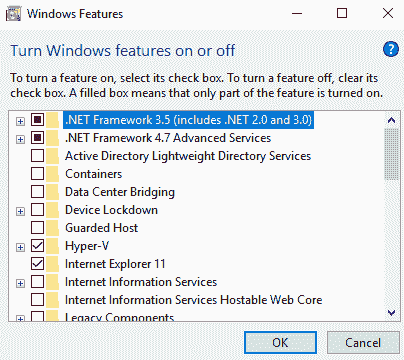 Windows Features
Turn Windows features on or off
?
To turn a feature on, select its check box. To turn a feature off, clear its
check box. A filled box means that only part of the feature is turned on.
.NET Framework 3.5 (includes .NET 2.0 and 3.0)
.NET Framework 4.7 Advanced Services
Active Directory Lightweight Directory Services
Containers
Data Center Bridging
Device Lockdown
Guarded Host
Hyper-V
Internet Explorer 11
Internet Information Services
Internet Information Services Hostable Web Core
Legacy Components
OK
Cancel